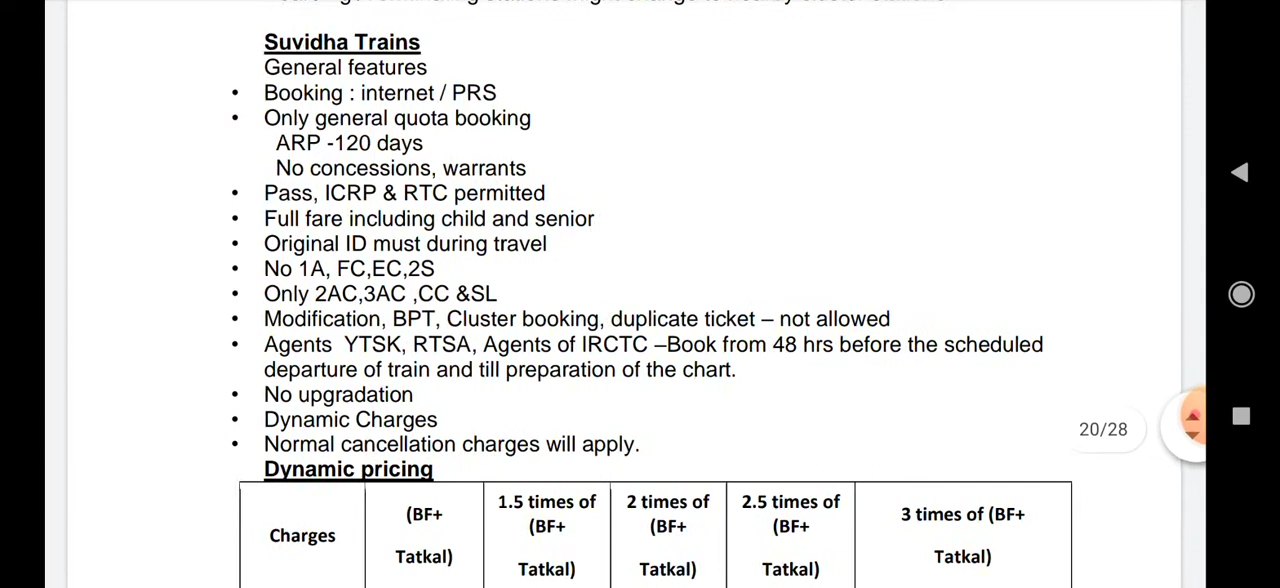 Suvidha Trains
General features
• Booking : internet / PRS
• Only general quota booking
ARP -120 days
No concessions, warrants
• Pass, ICRP & RTC permitted
• Full fare including child and senior
• Original ID must during travel
• No 1A, FC,EC,2S
• Only 2AC,3AC ,CC &SL
• Modification, BPT, Cluster booking, duplicate ticket – not allowed
• Agents YTSK, RTSA, Agents of IRCTC –Book from 48 hrs before the scheduled
departure of train and till preparation of the chart.
• No upgradation
• Dynamic Charges
20/28
• Normal cancellation charges will apply.
Dynamic pricing
Charges (BF+ Tatkal) 1.5 times of (BF+ Tatkal) 2 times of (BF+ Tatkal) 2.5 times of (BF+ Tatkal) 3 times of (BF+ Tatkal)